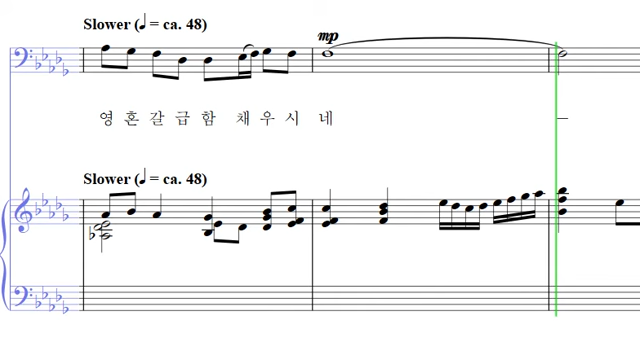 Slower (♩ = ca. 48)
mp
영 혼 갈 급 함 채 우 시 네
Slower (♩ = ca. 48)